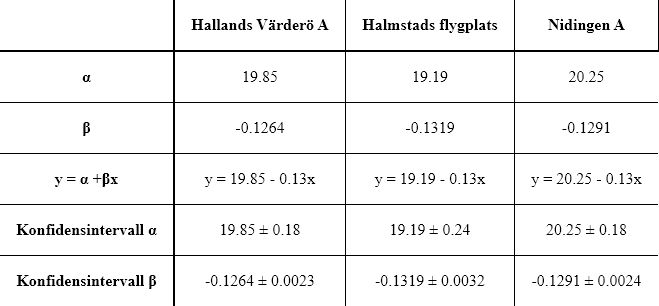 Hallands Värderö A Halmstads flygplats Nidingen A
α 19.85 19.19 20.25
β -0.1264 -0.1319 -0.1291
y = α +βx y = 19.85 - 0.13x y = 19.19 - 0.13x y = 20.25 - 0.13x
Konfidensintervall α 19.85 ± 0.18 19.19 ± 0.24 20.25 ± 0.18
Konfidensintervall β -0.1264 ± 0.0023 -0.1319 ± 0.0032 -0.1291 ± 0.0024